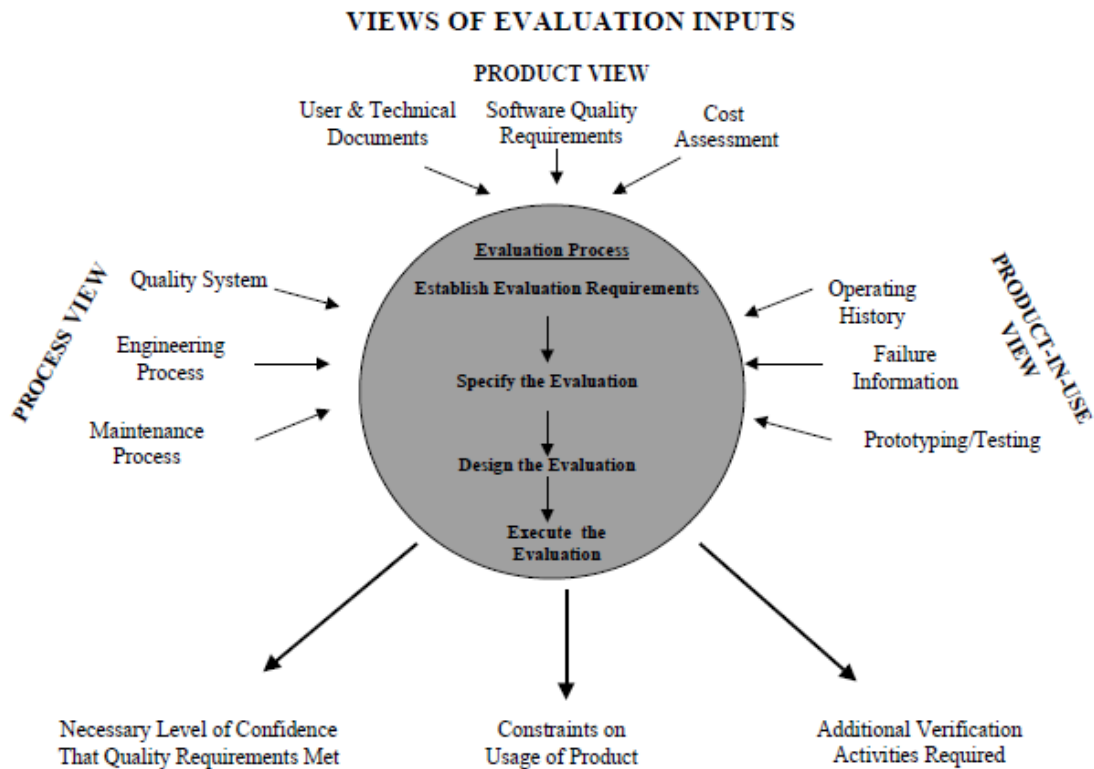 VIEWS OF EVALUATION INPUTS
PRODUCT VIEW
User & Technical
Documents
Software Quality
Requirements
Cost
Assessment
PROCESS VIEW
Quality System
Engineering
Process
Maintenance
Process
Evaluation Process
Establish Evaluation Requirements
Specify the Evaluation
Design the Evaluation
Execute the
Evaluation
Operating
History
Failure
Information
Prototyping/Testing
PRODUCT-IN-USE
VIEW
Necessary Level of Confidence
That Quality Requirements Met
Constraints on
Usage of Product
Additional Verification
Activities Required